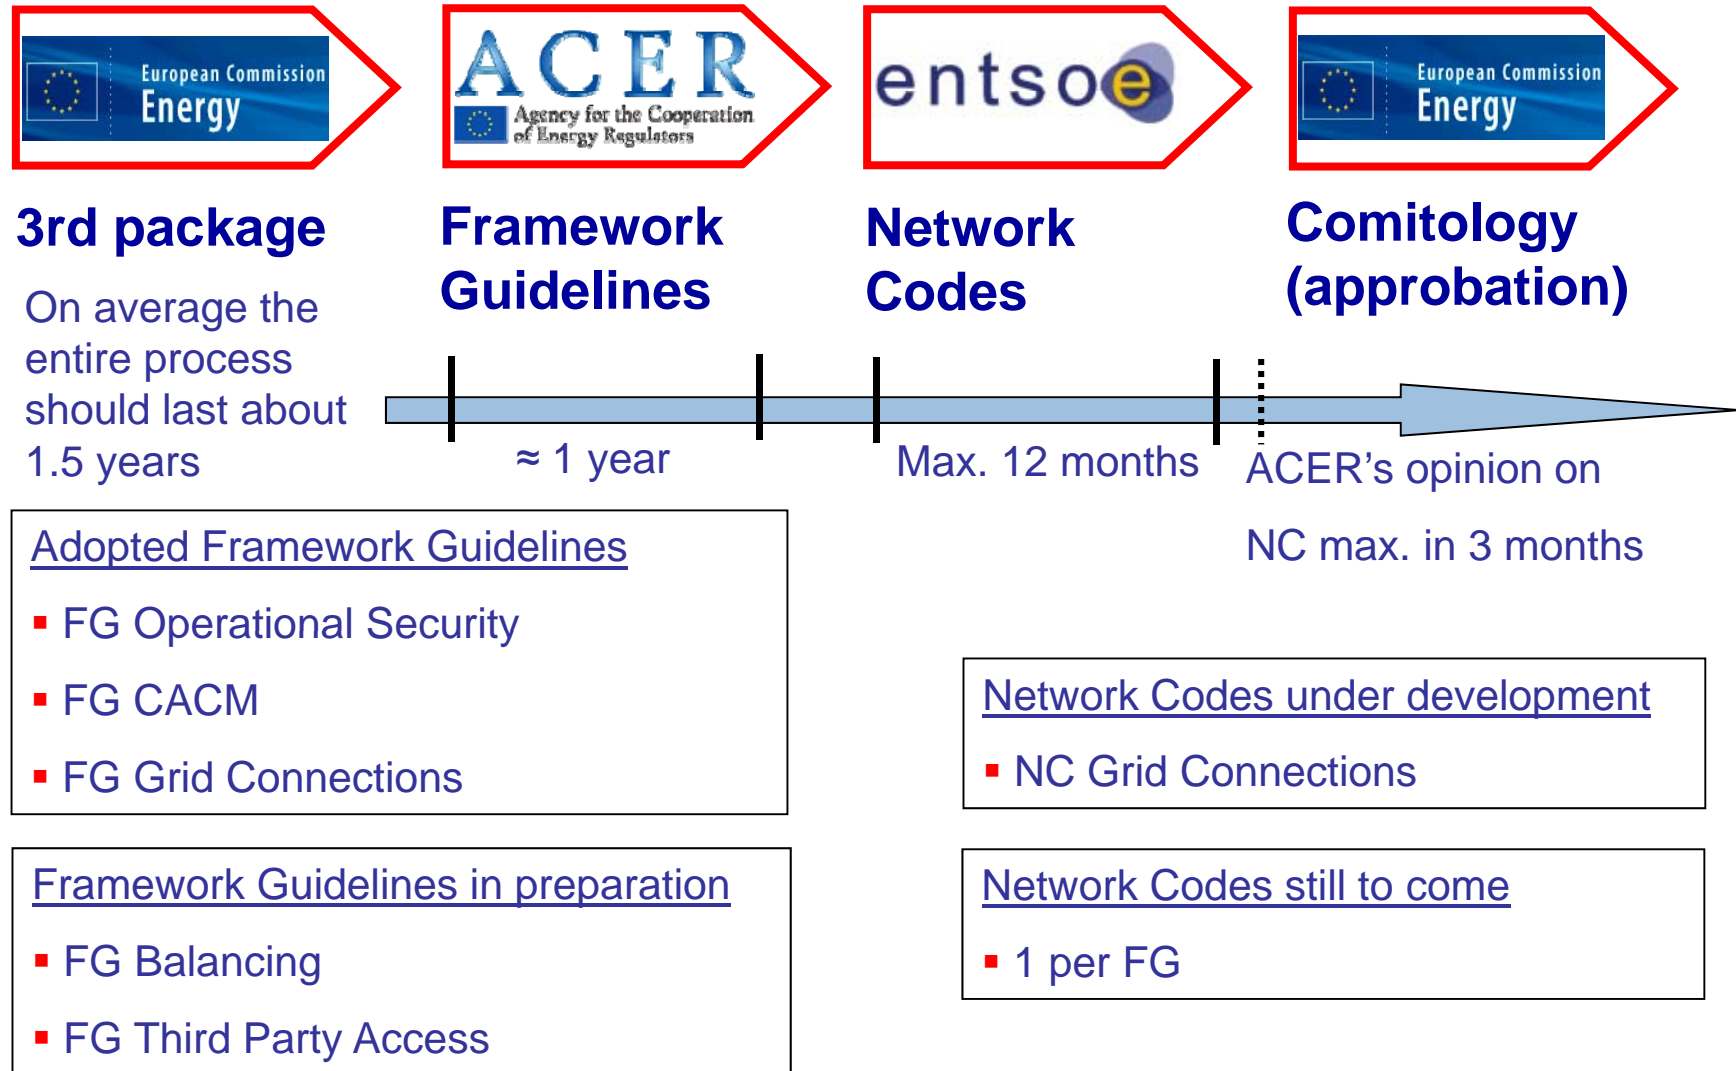 European Commission
Energy
ACER
Agency for the Cooperation
of Energy Regulators
entsoe
European Commission
Energy
3rd package
Framework
Guidelines
Network
Codes
Comitology
(approbation)
On average the
entire process
should last about
1.5 years
≈ 1 year
Max. 12 months
ACER’s opinion on
NC max. in 3 months
Adopted Framework Guidelines
▪ FG Operational Security
▪ FG CACM
▪ FG Grid Connections
Network Codes under development
▪ NC Grid Connections
Framework Guidelines in preparation
▪ FG Balancing
▪ FG Third Party Access
Network Codes still to come
▪ 1 per FG